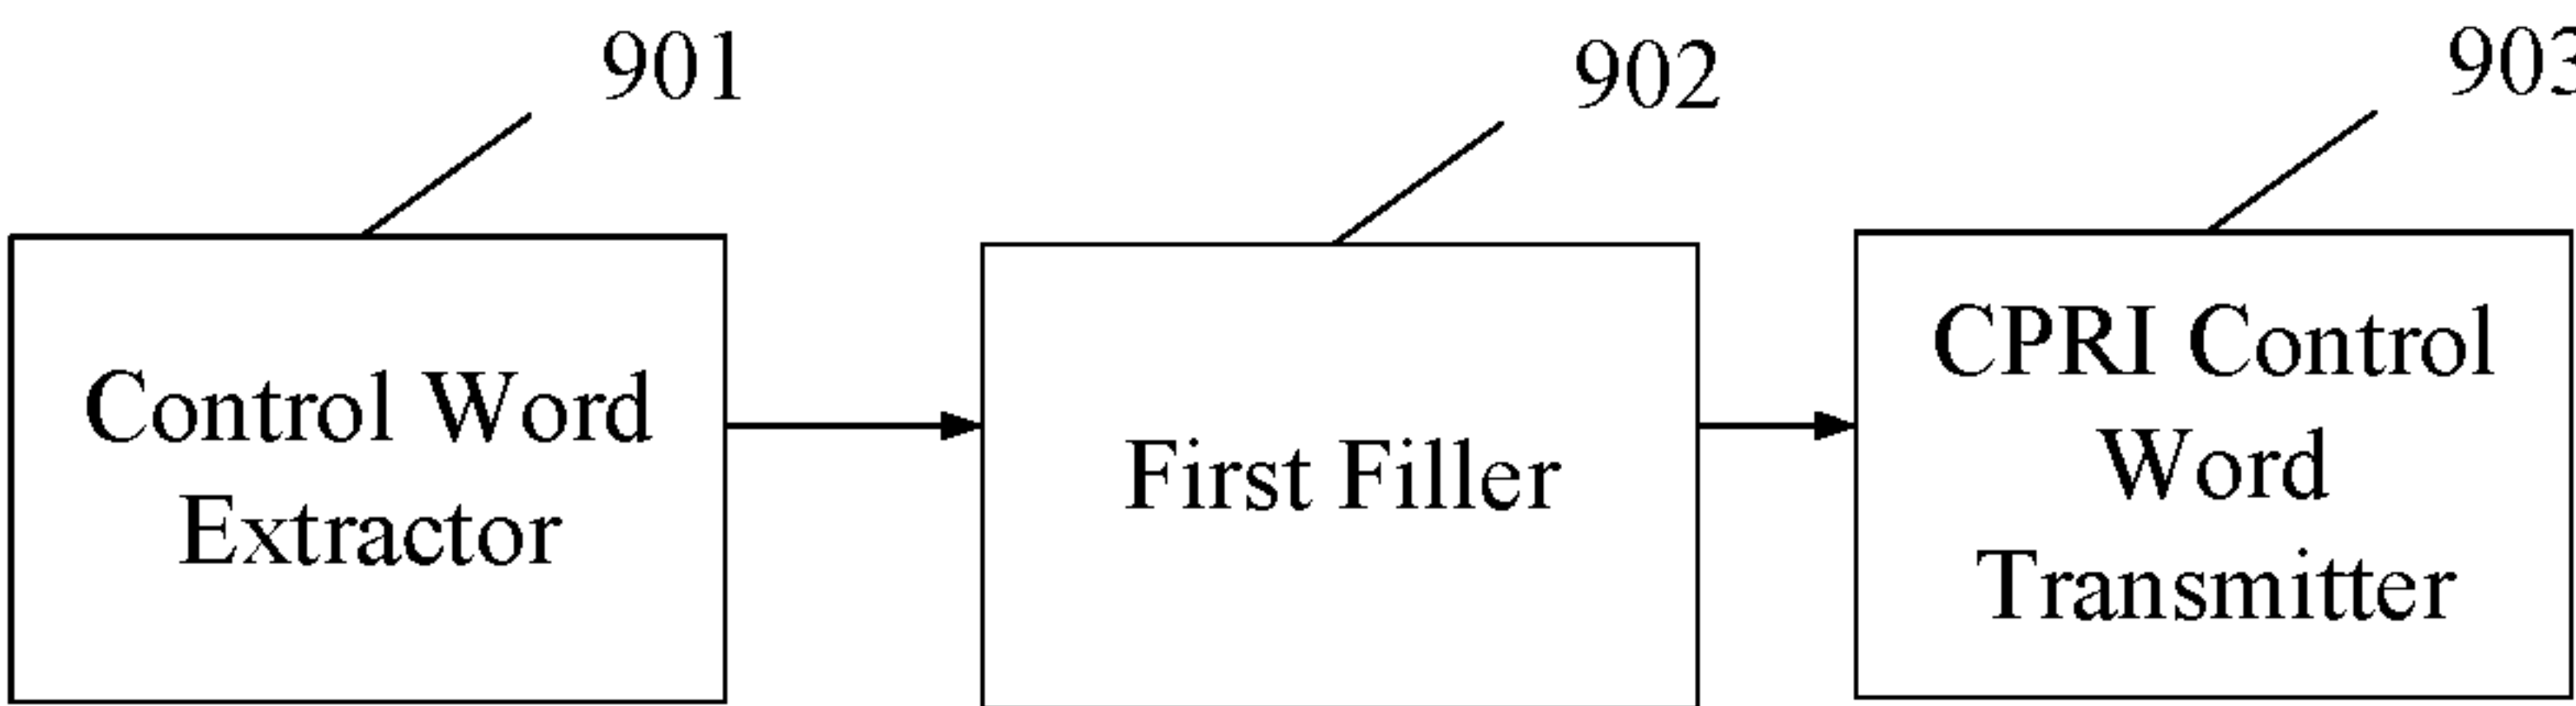 901
902
903
Control Word
Extractor
First Filler
CPRI Control
Word
Transmitter